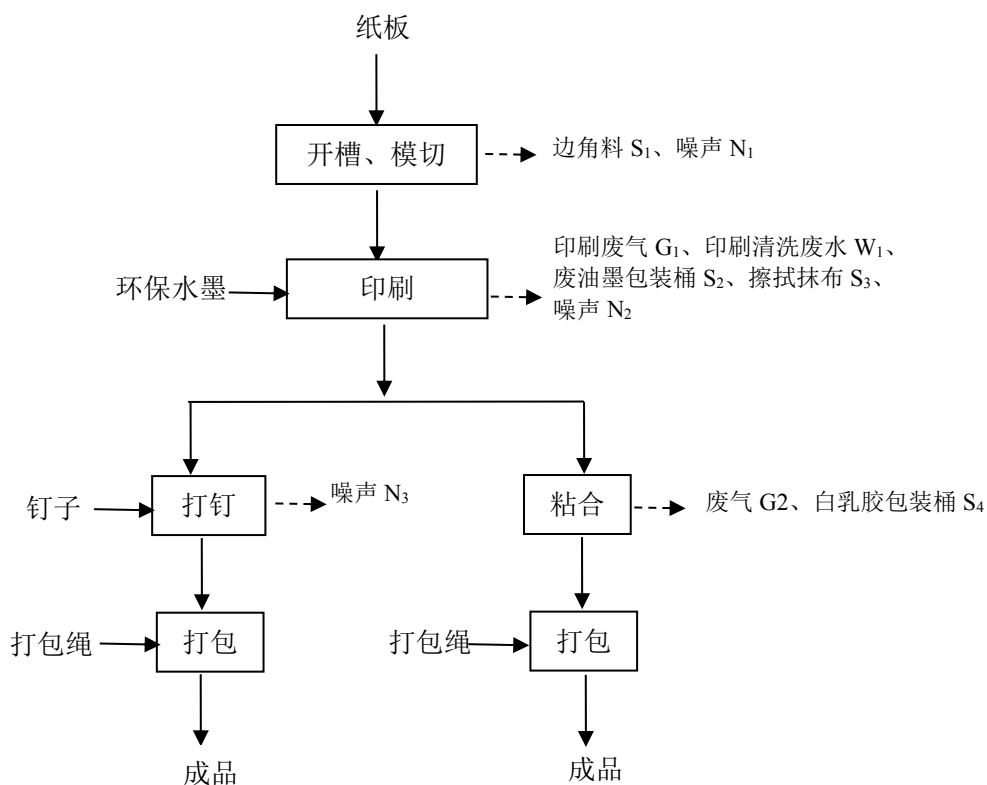 纸板
开槽、模切
边角料 S₁、噪声 N₁
印刷废气 G₁、印刷清洗废水 W₁、
废油墨包装桶 S₂、擦拭抹布 S₃、
噪声 N₂
环保水墨
印刷
钉子
打钉
噪声 N₃
粘合
废气 G2、白乳胶包装桶 S₄
打包绳
打包
打包绳
打包
成品
成品